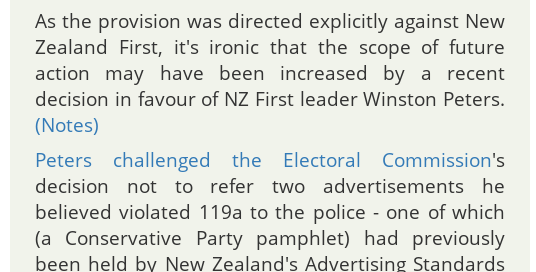 As the provision was directed explicitly against New
Zealand First, it's ironic that the scope of future
action may have been increased by a recent
decision in favour of NZ First leader Winston Peters.
(Notes)
Peters challenged the Electoral Commission's
decision not to refer two advertisements he
believed violated 119a to the police - one of which
(a Conservative Party pamphlet) had previously
been held by New Zealand's Advertising Standards